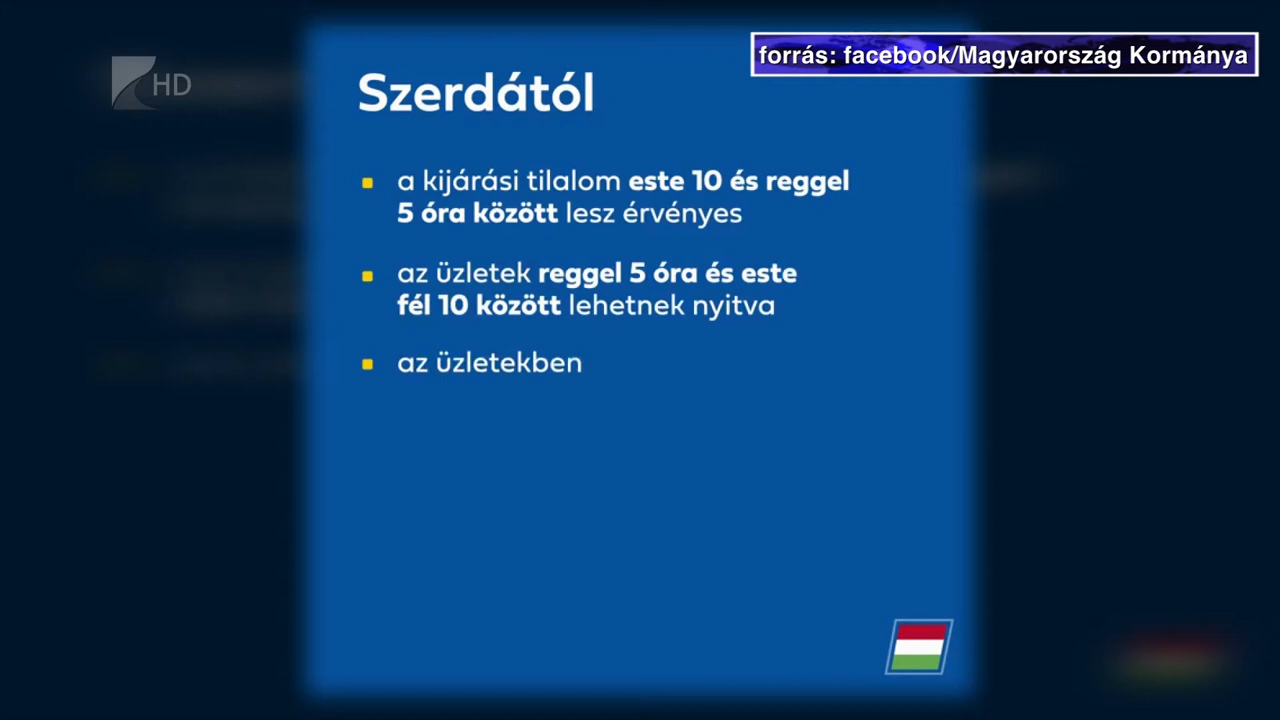 forrás: facebook/Magyarország Kormánya
HD
Szerdától
a kijárási tilalom este 10 és reggel
5 óra között lesz érvényes
az üzletek reggel 5 óra és este
fél 10 között lehetnek nyitva
az üzletekben